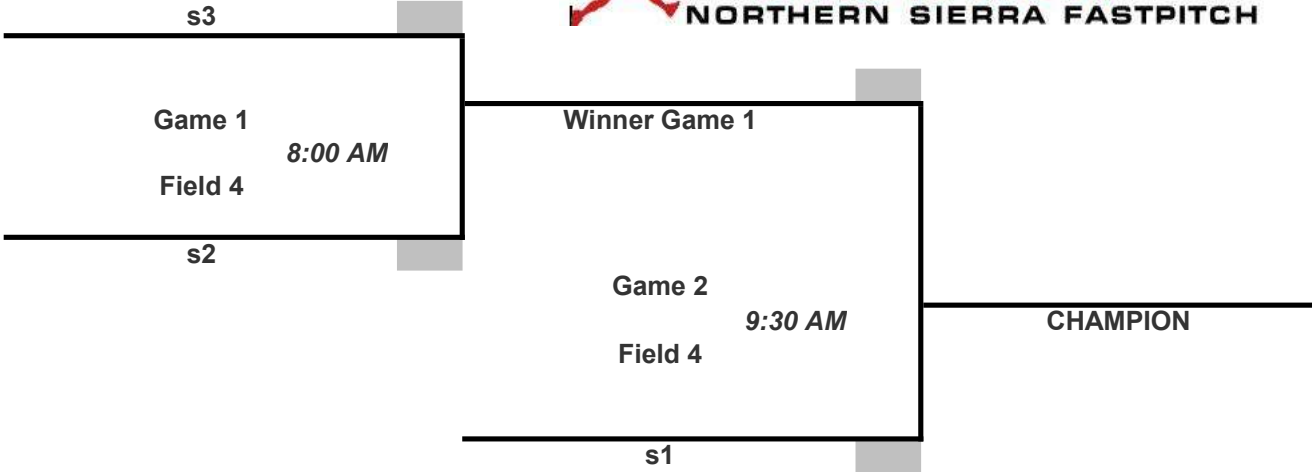 NORTHERN SIERRA FASTPITCH
s3
Game 1
8:00 AM
Field 4
s2
Winner Game 1
Game 2
9:30 AM
Field 4
s1
CHAMPION